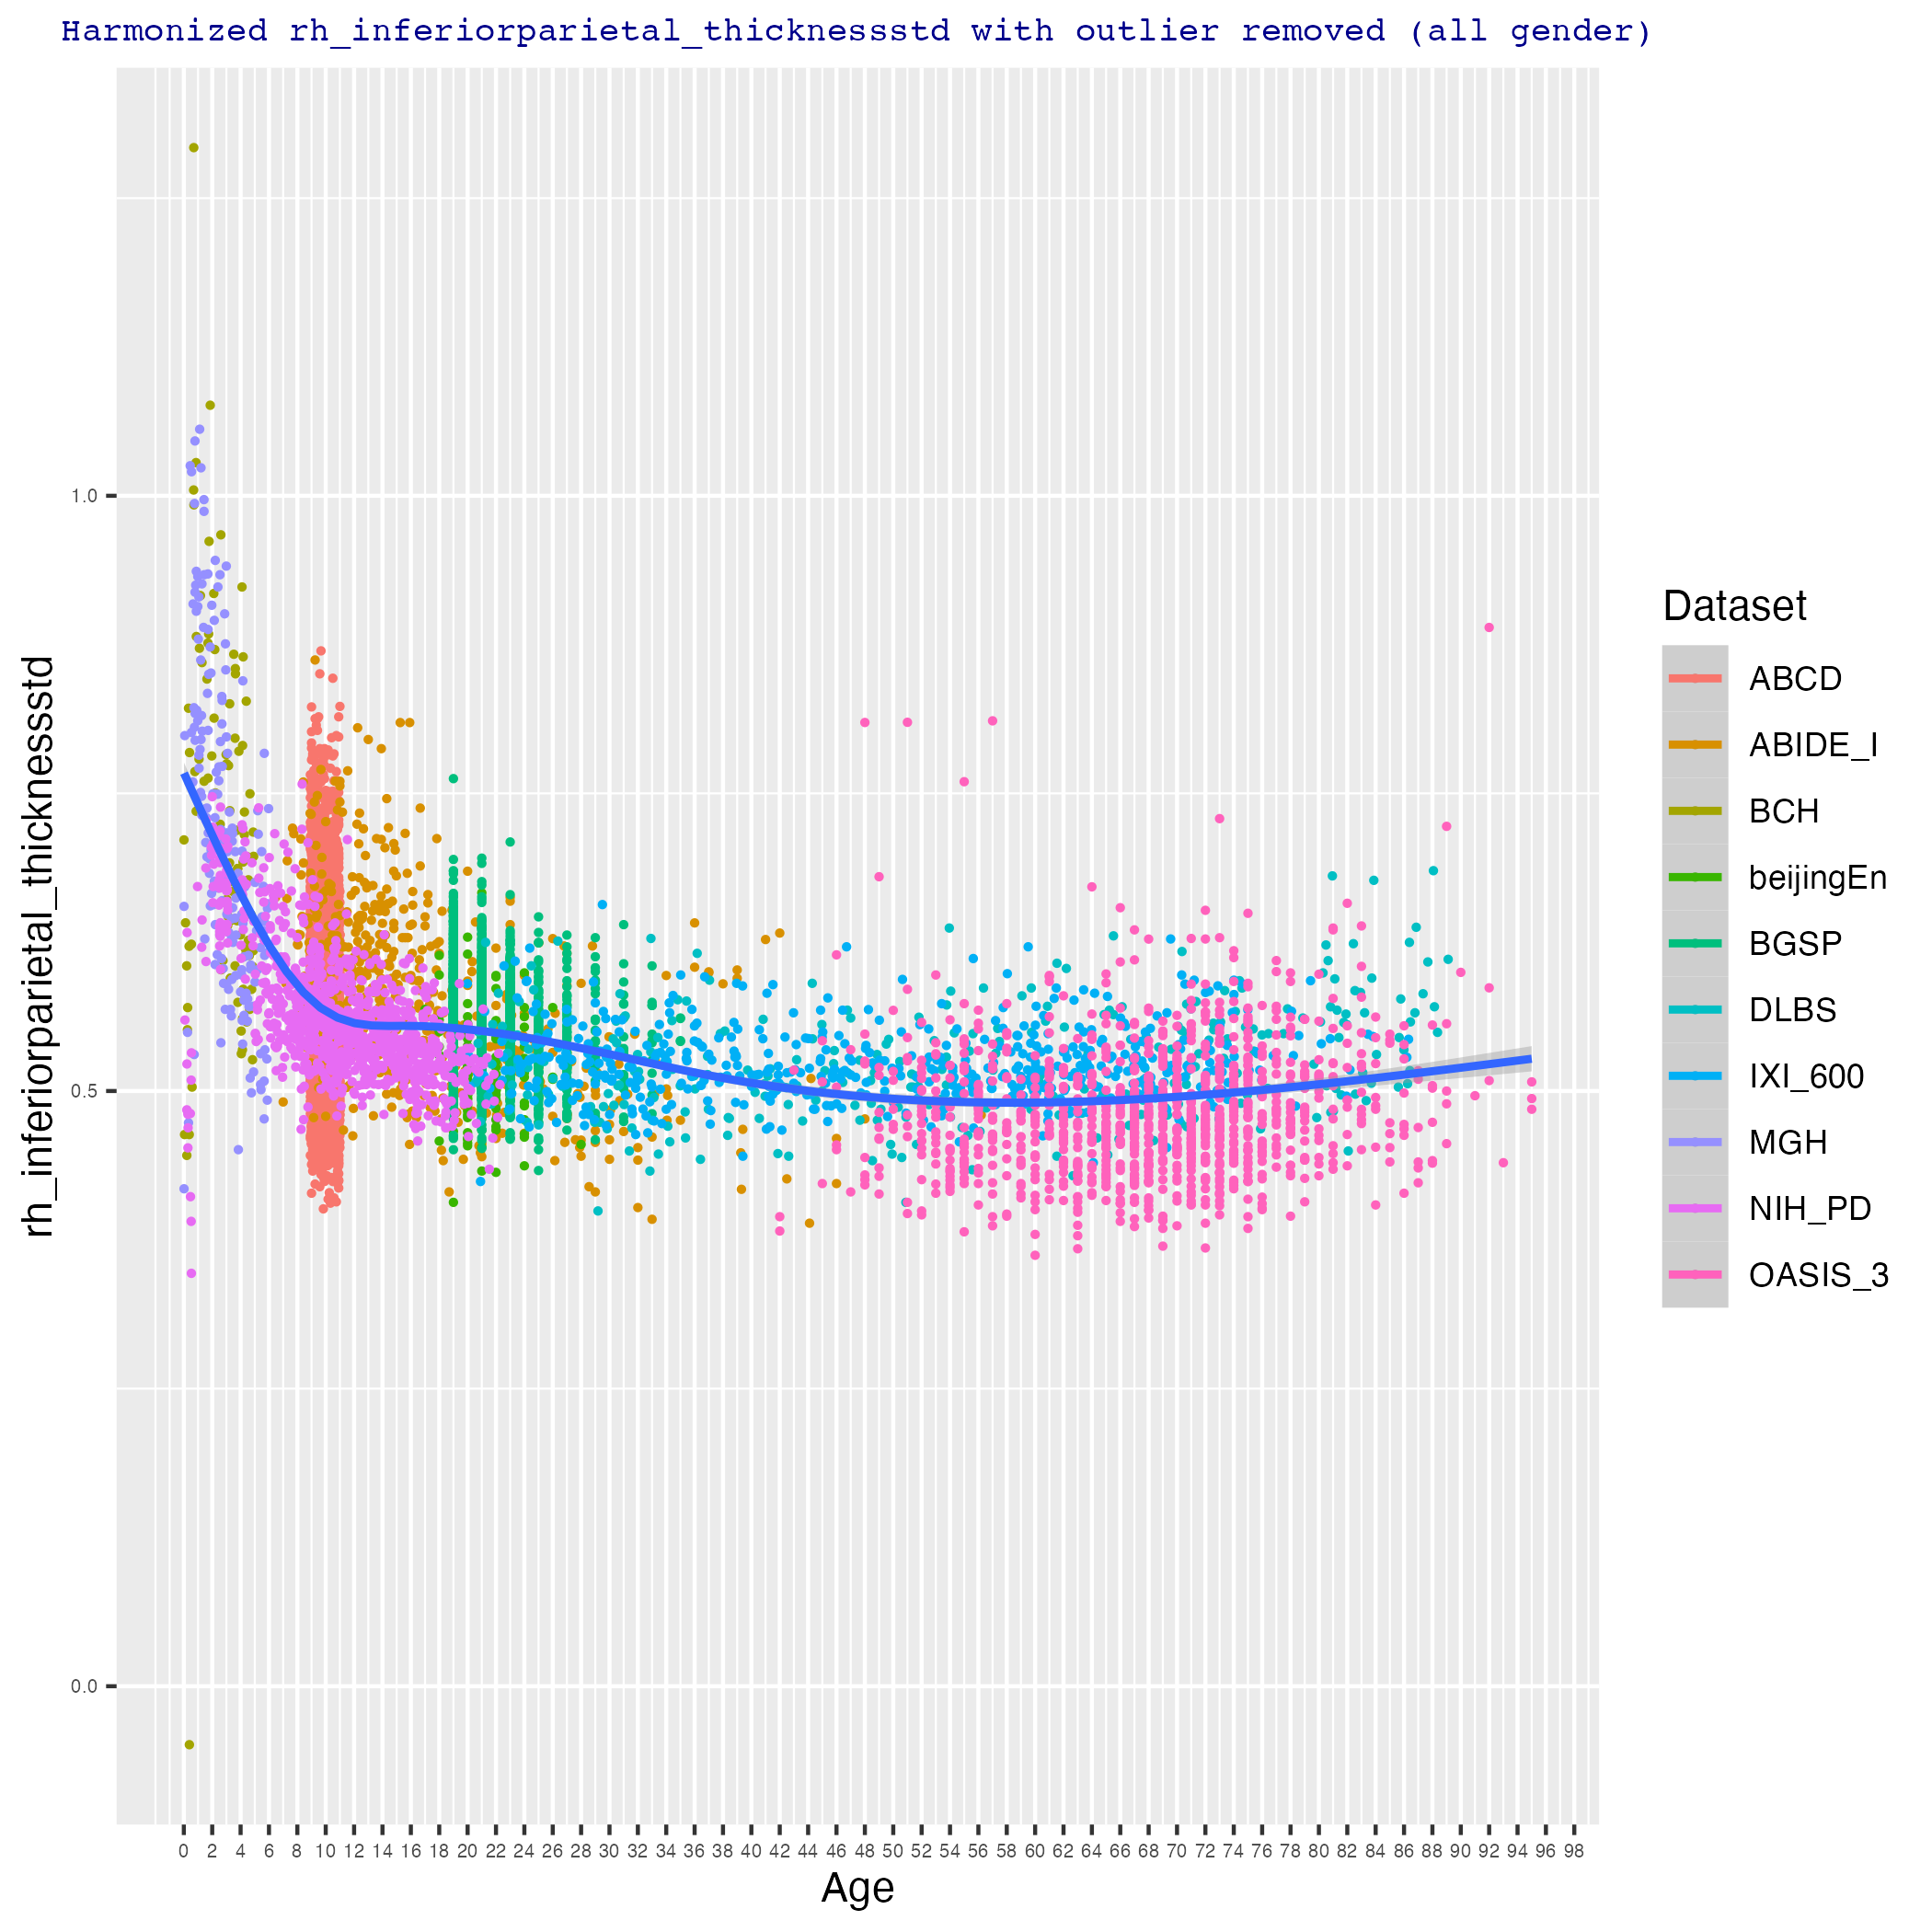 Harmonized rh_inferiorparietal_thicknessstd with outlier removed (all gender)
rh_inferiorparietal_thicknessstd
1.0
0.5
0.0
0 2 4 6 8 10 12 14 16 18 20 22 24 26 28 30 32 34 36 38 40 42 44 46 48 50 52 54 56 58 60 62 64 66 68 70 72 74 76 78 80 82 84 86 88 90 92 94 96 98
Age
Dataset
ABCD
ABIDE_I
BCH
beijingEn
BGSP
DLBS
IXI_600
MGH
NIH_PD
OASIS_3